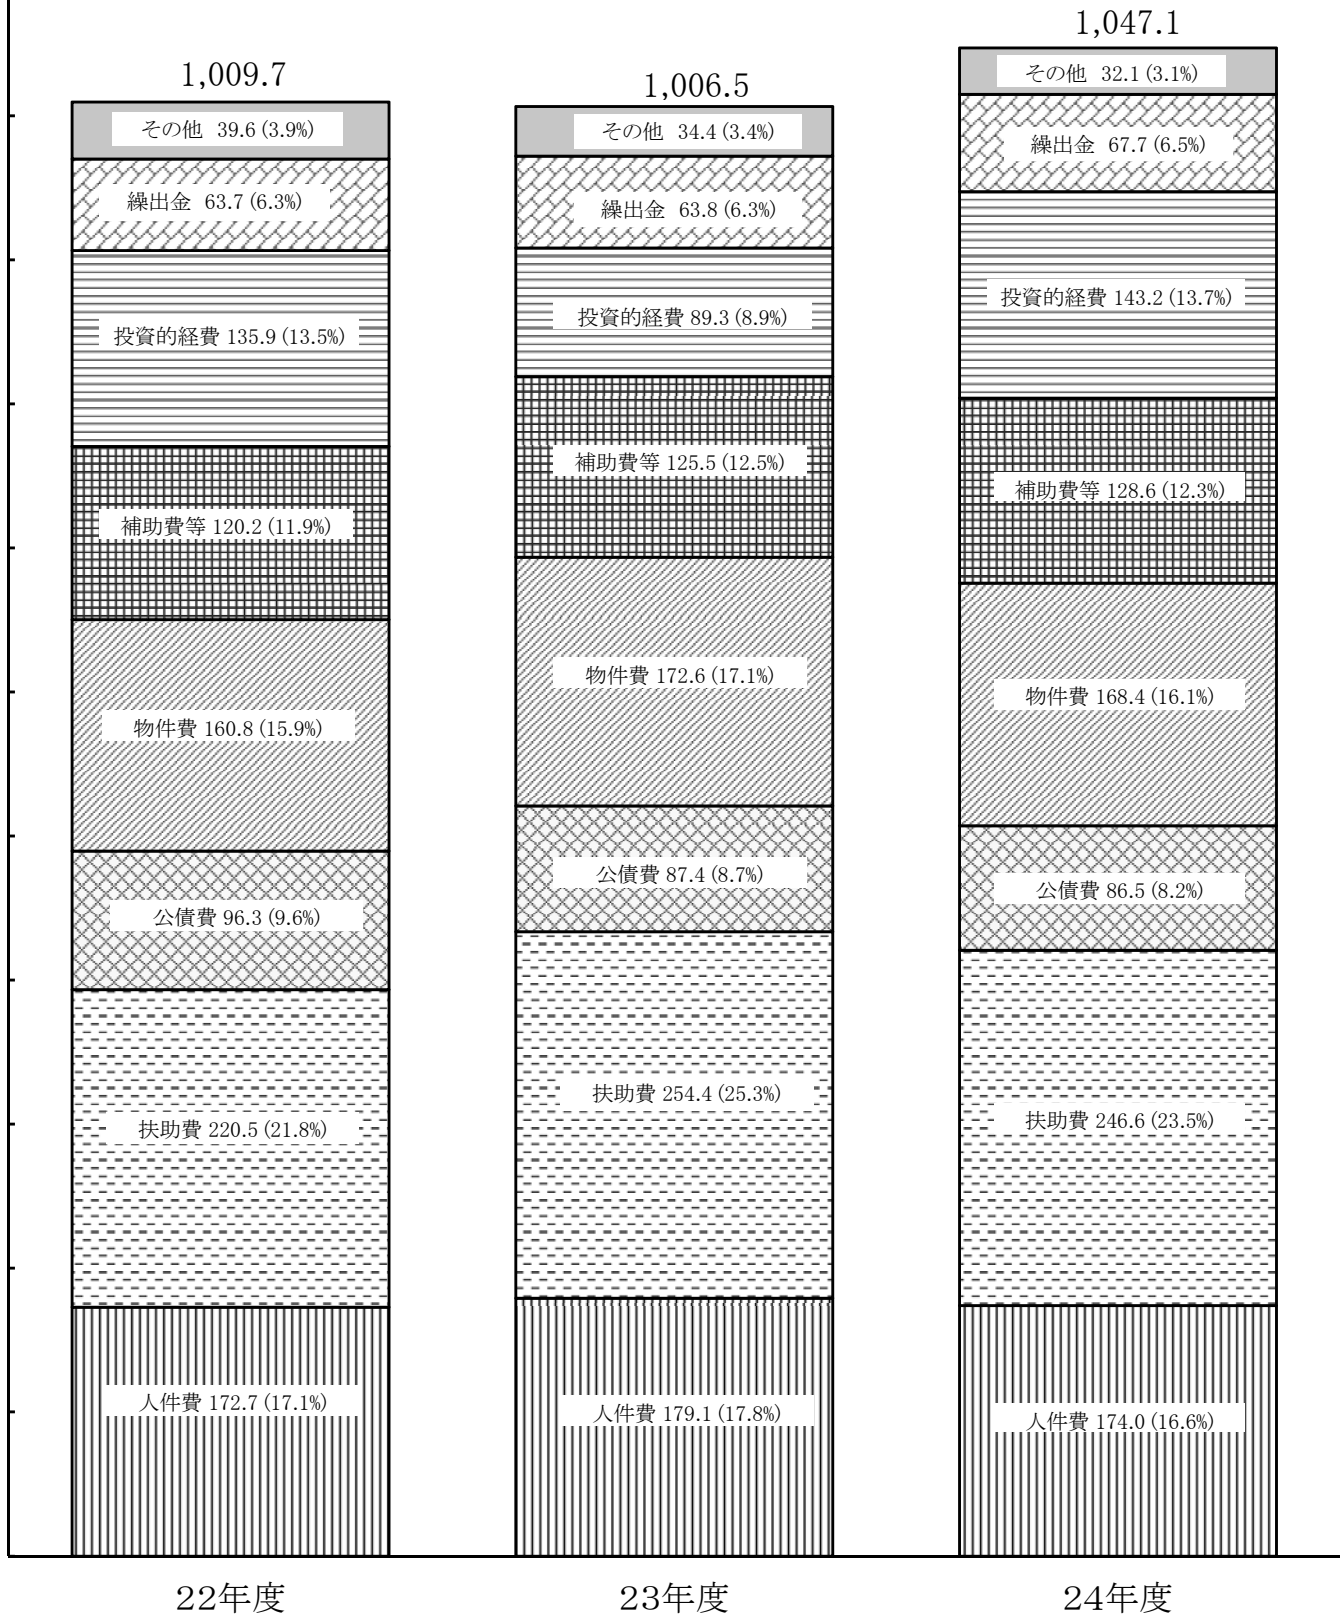 1,009.7
その他 39.6 (3.9%)
繰出金 63.7 (6.3%)
投資的経費 135.9 (13.5%)
補助費等 120.2 (11.9%)
物件費 160.8 (15.9%)
公債費 96.3 (9.6%)
扶助費 220.5 (21.8%)
人件費 172.7 (17.1%)
22年度
1,006.5
その他 34.4 (3.4%)
繰出金 63.8 (6.3%)
投資的経費 89.3 (8.9%)
補助費等 125.5 (12.5%)
物件費 172.6 (17.1%)
公債費 87.4 (8.7%)
扶助費 254.4 (25.3%)
人件費 179.1 (17.8%)
23年度
1,047.1
その他 32.1 (3.1%)
繰出金 67.7 (6.5%)
投資的経費 143.2 (13.7%)
補助費等 128.6 (12.3%)
物件費 168.4 (16.1%)
公債費 86.5 (8.2%)
扶助費 246.6 (23.5%)
人件費 174.0 (16.6%)
24年度